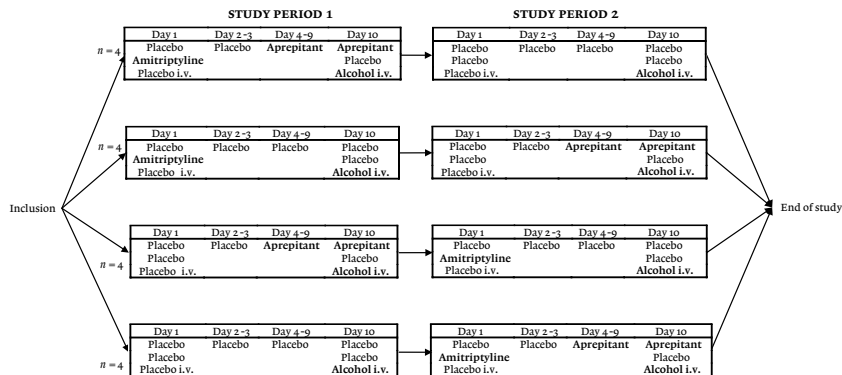 STUDY PERIOD 1 STUDY PERIOD 2
n = 4
Day 1 Day 2-3 Day 4-9 Day 10
Placebo Placebo Aprepitant Aprepitant
Amitriptyline Placebo
Placebo i.v. Alcohol i.v.
Day 1 Day 2-3 Day 4-9 Day 10
Placebo Placebo Placebo Placebo
Placebo Placebo
Placebo i.v. Alcohol i.v.
n = 4
Day 1 Day 2-3 Day 4-9 Day 10
Placebo Placebo Placebo Placebo
Amitriptyline Placebo
Placebo i.v. Alcohol i.v.
Day 1 Day 2-3 Day 4-9 Day 10
Placebo Placebo Aprepitant Aprepitant
Placebo Placebo
Placebo i.v. Alcohol i.v.
Inclusion
End of study
n = 4
Day 1 Day 2-3 Day 4-9 Day 10
Placebo Placebo Aprepitant Aprepitant
Placebo Placebo
Placebo i.v. Alcohol i.v.
Day 1 Day 2-3 Day 4-9 Day 10
Placebo Placebo Placebo Placebo
Amitriptyline Placebo
Placebo i.v. Alcohol i.v.
n = 4
Day 1 Day 2-3 Day 4-9 Day 10
Placebo Placebo Placebo Placebo
Placebo Placebo
Placebo i.v. Alcohol i.v.
Day 1 Day 2-3 Day 4-9 Day 10
Placebo Placebo Aprepitant Aprepitant
Amitriptyline Placebo
Placebo i.v. Alcohol i.v.